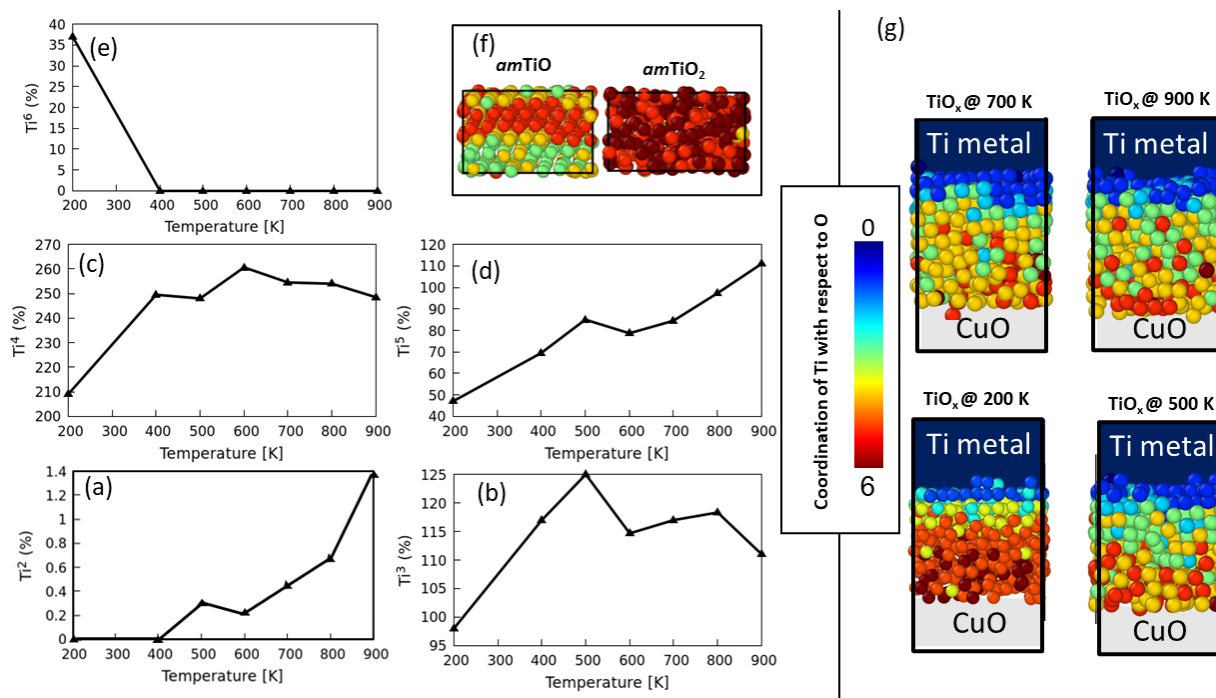 (e)
Ti⁶ (%)
40
35
30
25
20
15
10
5
0
200 300 400 500 600 700 800 900
Temperature [K]
(f)
amTiO
amTiO₂
(c)
Ti⁴ (%)
270
260
250
240
230
220
210
200
200 300 400 500 600 700 800 900
Temperature [K]
(d)
Ti⁵ (%)
120
110
100
90
80
70
60
50
40
200 300 400 500 600 700 800 900
Temperature [K]
(a)
Ti² (%)
1.4
1.2
1
0.8
0.6
0.4
0.2
0
200 300 400 500 600 700 800 900
Temperature [K]
(b)
Ti³ (%)
125
120
115
110
105
100
95
200 300 400 500 600 700 800 900
Temperature [K]
Coordination of Ti with respect to O
0
6
(g)
TiOₓ @ 700 K
Ti metal
CuO
TiOₓ @ 900 K
Ti metal
CuO
TiOₓ @ 200 K
Ti metal
CuO
TiOₓ @ 500 K
Ti metal
CuO